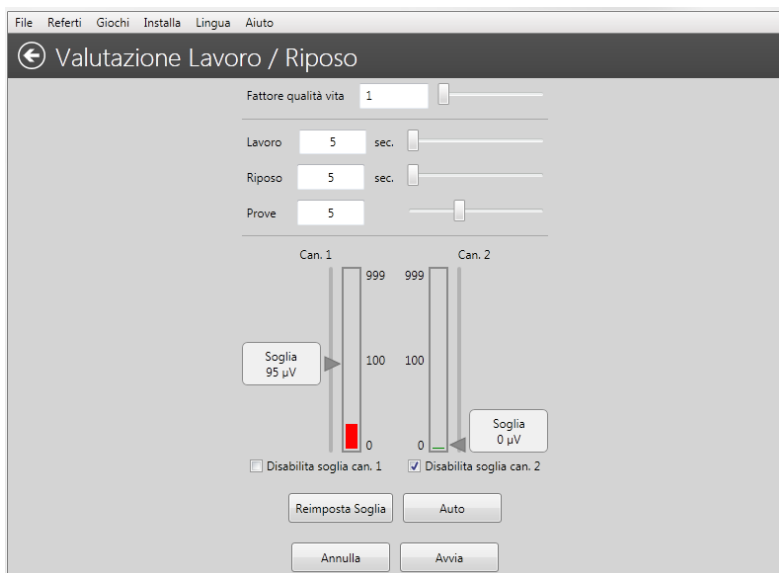 File Referti Giochi Installa Lingua Aiuto
Valutazione Lavoro / Riposo
Fattore qualità vita 1
Lavoro 5 sec.
Riposo 5 sec.
Prove 5
Can. 1 Can. 2
999 999
Soglia
95 µV
100 100
Soglia
0 µV
0 0
Disabilita soglia can. 1 Disabilita soglia can. 2
Reimposta Soglia Auto
Annulla Avvia